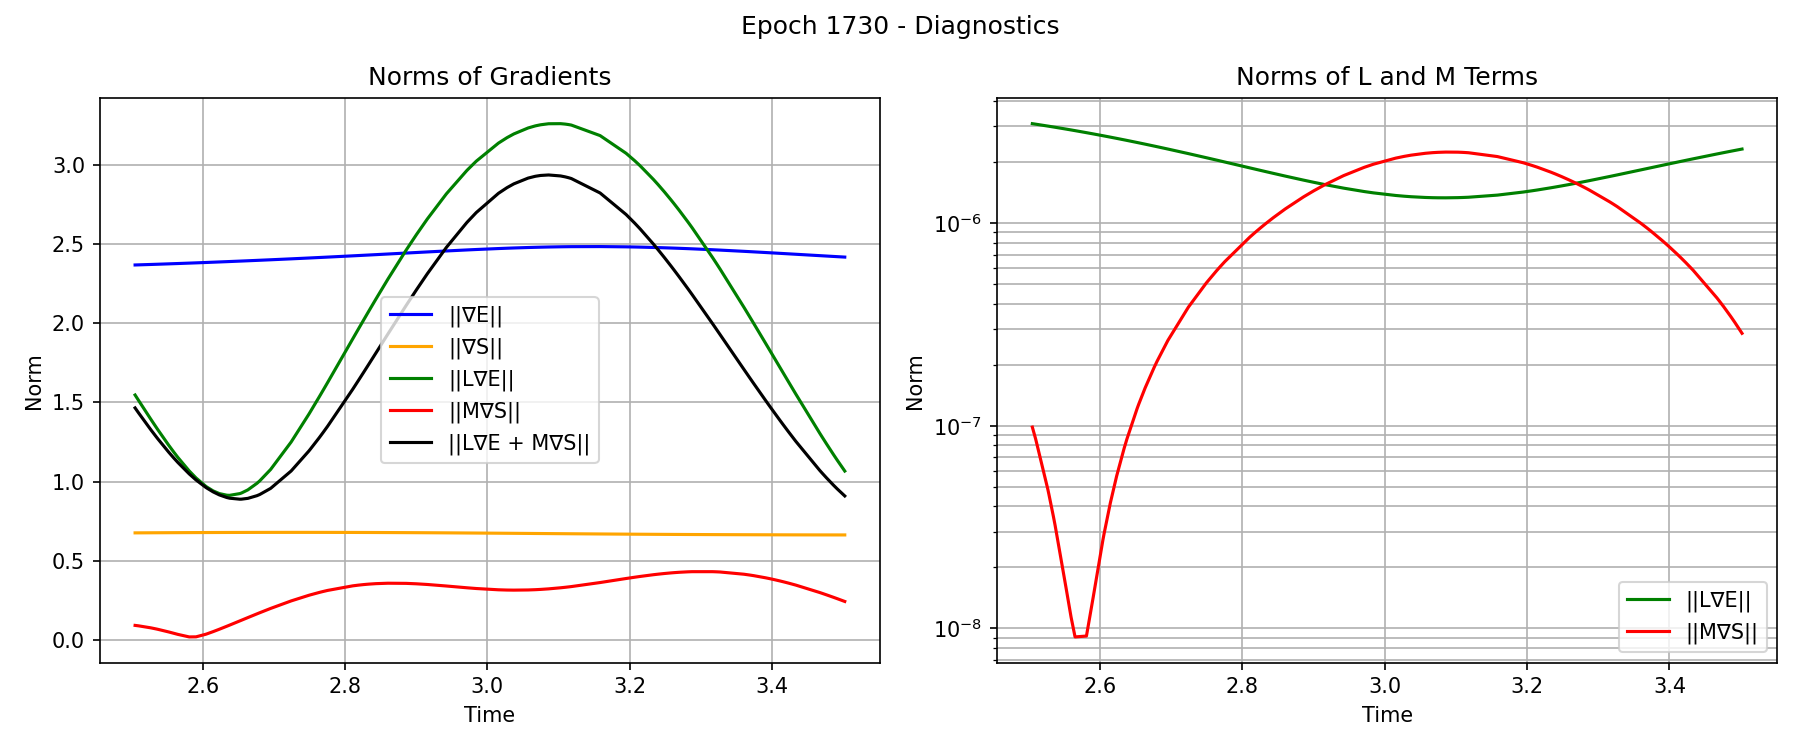 Epoch 1730 - Diagnostics
Norms of Gradients
Norm
3.0
2.5
2.0
1.5
1.0
0.5
0.0
||∇E||
||∇S||
||L∇E||
||M∇S||
||L∇E + M∇S||
2.6 2.8 3.0 3.2 3.4
Time
Norms of L and M Terms
Norm
10⁻⁶
10⁻⁷
10⁻⁸
||L∇E||
||M∇S||
2.6 2.8 3.0 3.2 3.4
Time